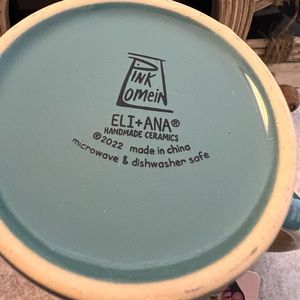 PINK
LOMEIN
ELI+ANA®
HANDMADE CERAMICS
©2022 made in china
microwave & dishwasher safe